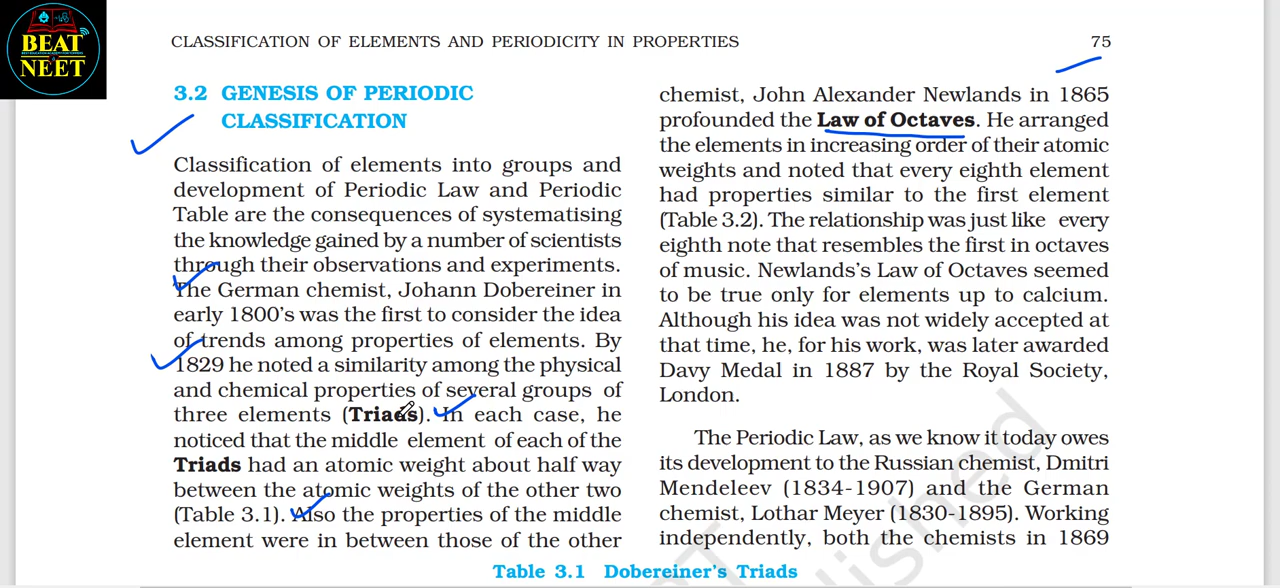 BEAT
NEET
CLASSIFICATION OF ELEMENTS AND PERIODICITY IN PROPERTIES
75
3.2 GENESIS OF PERIODIC
CLASSIFICATION
Classification of elements into groups and
development of Periodic Law and Periodic
Table are the consequences of systematising
the knowledge gained by a number of scientists
through their observations and experiments.
The German chemist, Johann Dobereiner in
early 1800's was the first to consider the idea
of trends among properties of elements. By
1829 he noted a similarity among the physical
and chemical properties of several groups of
three elements (Triads). In each case, he
noticed that the middle element of each of the
Triads had an atomic weight about half way
between the atomic weights of the other two
(Table 3.1). Also the properties of the middle
element were in between those of the other
chemist, John Alexander Newlands in 1865
profounded the Law of Octaves. He arranged
the elements in increasing order of their atomic
weights and noted that every eighth element
had properties similar to the first element
(Table 3.2). The relationship was just like every
eighth note that resembles the first in octaves
of music. Newlands's Law of Octaves seemed
to be true only for elements up to calcium.
Although his idea was not widely accepted at
that time, he, for his work, was later awarded
Davy Medal in 1887 by the Royal Society,
London.
The Periodic Law, as we know it today owes
its development to the Russian chemist, Dmitri
Mendeleev (1834-1907) and the German
chemist, Lothar Meyer (1830-1895). Working
independently, both the chemists in 1869
Table 3.1 Dobereiner's Triads